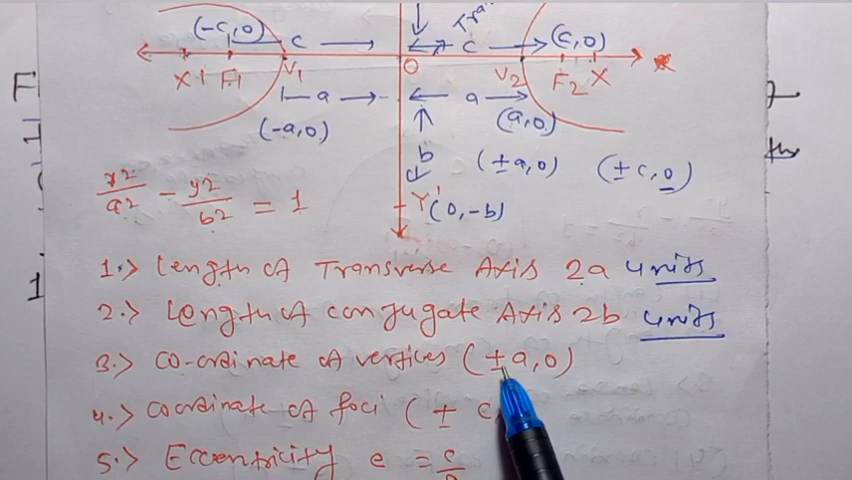 Tra
(-c,0) c c (c,0)
X' F1 V1 O V2 F2 X
a a
(-a,0) (a,0)
b (±a,0) (±c,0)
x²/a² - y²/b² = 1 Y' (0,-b)
1.> Length of Transverse Axis 2a units
2.> Length of conjugate Axis 2b units
3.> co-ordinate of vertices (±a,0)
4.> coordinate of foci (± c
5.> Eccentricity e = c